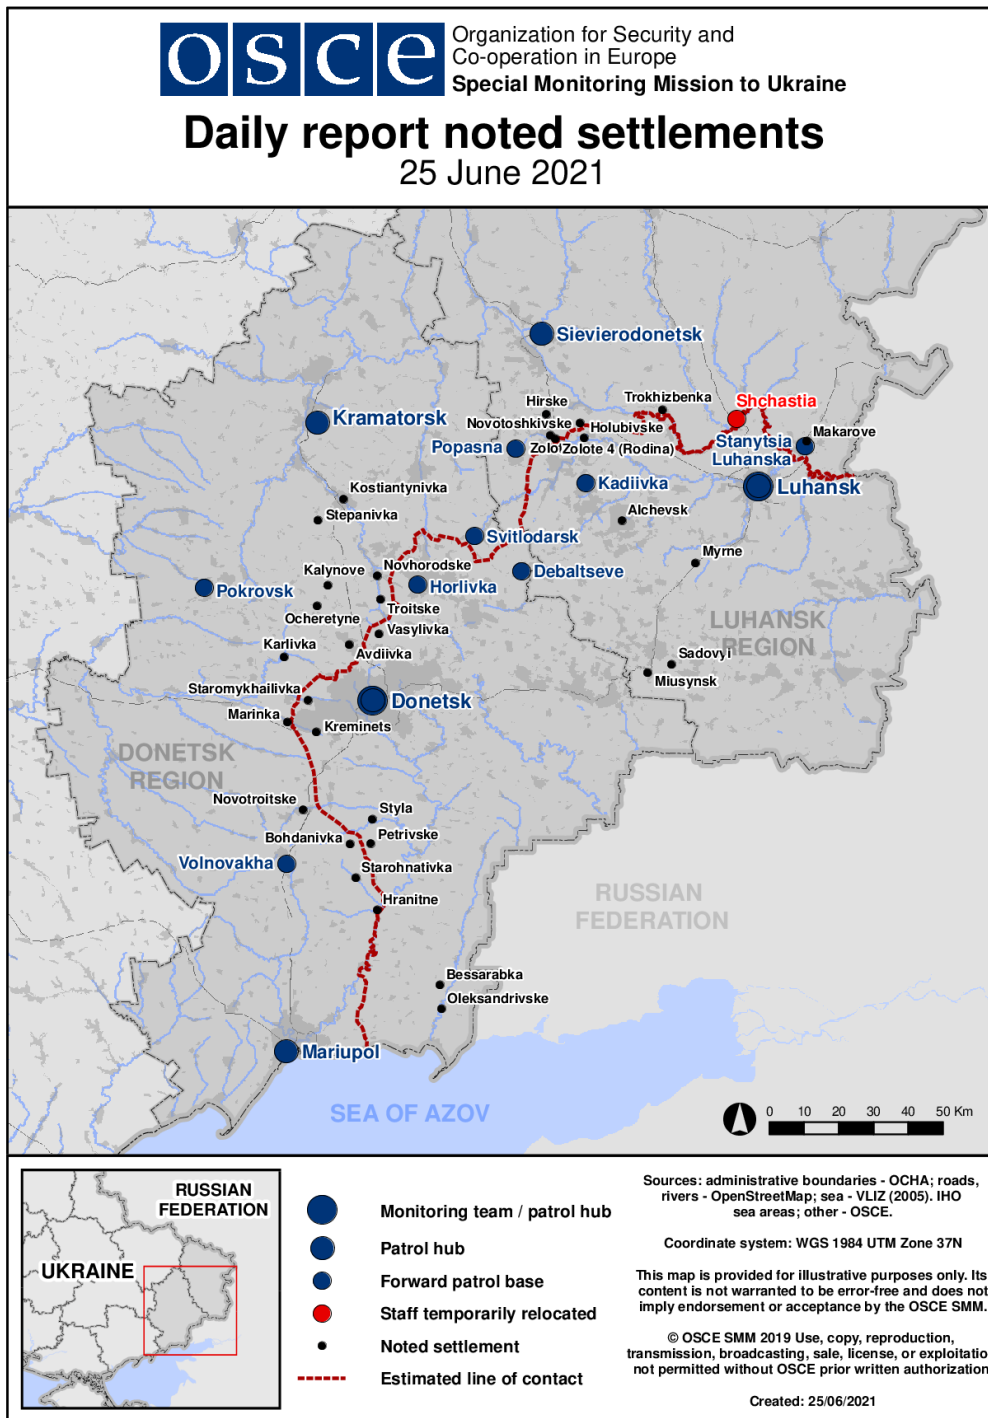 osce
Organization for Security and
Co-operation in Europe
Special Monitoring Mission to Ukraine
Daily report noted settlements
25 June 2021
Sievierodonetsk
Shchastia
Trokhizbenka
Hirske
Kramatorsk
Novotoshkivske
Holubivske
Makarove
Stanytsia
Luhanska
Popasna
Zolote 4 (Rodina)
Kadiivka
Luhansk
Kostiantynivka
Stepanivka
Alchevsk
Svitlodarsk
Myrne
Novhorodske
Kalynove
Debaltseve
Pokrovsk
Horlivka
Troitske
Ocheretyne
LUHANSK
REGION
Vasylivka
Karlivka
Avdiivka
Sadovyi
Miusynsk
Staromykhailivka
Donetsk
Marinka
Kreminets
DONETSK
REGION
Novotroitske
Styla
Bohdanivka
Petrivske
Volnovakha
Starohnativka
Hranitne
RUSSIAN
FEDERATION
Bessarabka
Oleksandrivske
Mariupol
SEA OF AZOV
0 10 20 30 40 50 Km
RUSSIAN
FEDERATION
UKRAINE
Monitoring team / patrol hub
Patrol hub
Forward patrol base
Staff temporarily relocated
Noted settlement
Estimated line of contact
Sources: administrative boundaries - OCHA; roads,
rivers - OpenStreetMap; sea - VLIZ (2005). IHO
sea areas; other - OSCE.
Coordinate system: WGS 1984 UTM Zone 37N
This map is provided for illustrative purposes only. Its
content is not warranted to be error-free and does not
imply endorsement or acceptance by the OSCE SMM.
© OSCE SMM 2019 Use, copy, reproduction,
transmission, broadcasting, sale, license, or exploitatio
not permitted without OSCE prior written authorization
Created: 25/06/2021